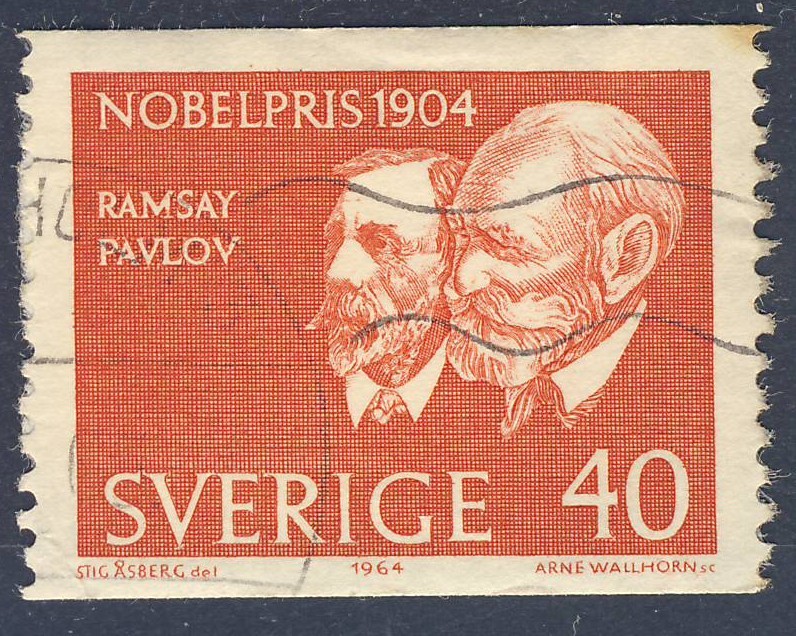 NOBELPRIS 1904
RAMSAY
PAVLOV
SVERIGE 40
STIG ÅSBERG del 1964 ARNE WALLHORN sc